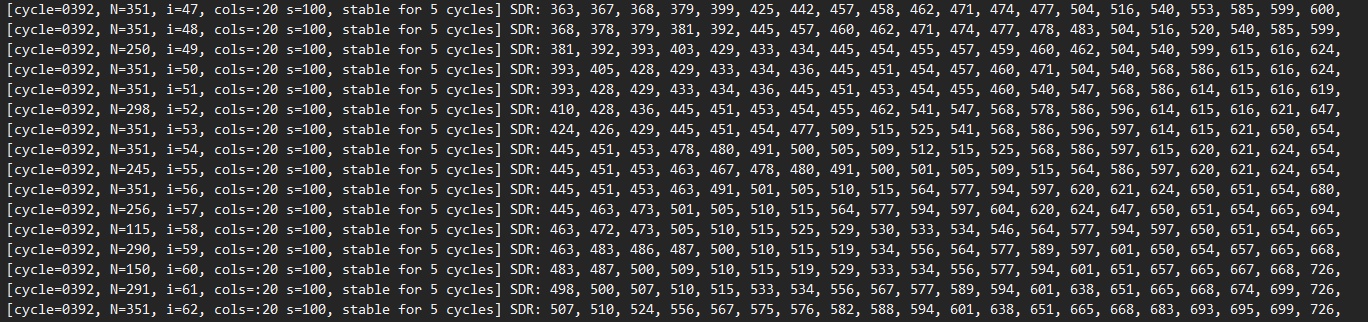 [cycle=0392, N=351, i=47, cols=:20 s=100, stable for 5 cycles] SDR: 363, 367, 368, 379, 399, 425, 442, 457, 458, 462, 471, 474, 477, 504, 516, 540, 553, 585, 599, 600,
[cycle=0392, N=351, i=48, cols=:20 s=100, stable for 5 cycles] SDR: 368, 378, 379, 381, 392, 445, 457, 460, 462, 471, 474, 477, 478, 483, 504, 516, 520, 540, 585, 599,
[cycle=0392, N=250, i=49, cols=:20 s=100, stable for 5 cycles] SDR: 381, 392, 393, 403, 429, 433, 434, 445, 454, 455, 457, 459, 460, 462, 504, 540, 599, 615, 616, 624,
[cycle=0392, N=351, i=50, cols=:20 s=100, stable for 5 cycles] SDR: 393, 405, 428, 429, 433, 434, 436, 445, 451, 454, 457, 460, 471, 504, 540, 568, 586, 615, 616, 624,
[cycle=0392, N=351, i=51, cols=:20 s=100, stable for 5 cycles] SDR: 393, 428, 429, 433, 434, 436, 445, 451, 453, 454, 455, 460, 540, 547, 568, 586, 614, 615, 616, 619,
[cycle=0392, N=298, i=52, cols=:20 s=100, stable for 5 cycles] SDR: 410, 428, 436, 445, 451, 453, 454, 455, 462, 541, 547, 568, 578, 586, 596, 614, 615, 616, 621, 647,
[cycle=0392, N=351, i=53, cols=:20 s=100, stable for 5 cycles] SDR: 424, 426, 429, 445, 451, 454, 477, 509, 515, 525, 541, 568, 586, 596, 597, 614, 615, 621, 650, 654,
[cycle=0392, N=351, i=54, cols=:20 s=100, stable for 5 cycles] SDR: 445, 451, 453, 478, 480, 491, 500, 505, 509, 512, 515, 525, 568, 586, 597, 615, 620, 621, 624, 654,
[cycle=0392, N=245, i=55, cols=:20 s=100, stable for 5 cycles] SDR: 445, 451, 453, 463, 467, 478, 480, 491, 500, 501, 505, 509, 515, 564, 586, 597, 620, 621, 624, 654,
[cycle=0392, N=351, i=56, cols=:20 s=100, stable for 5 cycles] SDR: 445, 451, 453, 463, 491, 501, 505, 510, 515, 564, 577, 594, 597, 620, 621, 624, 650, 651, 654, 680,
[cycle=0392, N=256, i=57, cols=:20 s=100, stable for 5 cycles] SDR: 445, 463, 473, 501, 505, 510, 515, 564, 577, 594, 597, 604, 620, 624, 647, 650, 651, 654, 665, 694,
[cycle=0392, N=115, i=58, cols=:20 s=100, stable for 5 cycles] SDR: 463, 472, 473, 505, 510, 515, 525, 529, 530, 533, 534, 546, 564, 577, 594, 597, 650, 651, 654, 665,
[cycle=0392, N=290, i=59, cols=:20 s=100, stable for 5 cycles] SDR: 463, 483, 486, 487, 500, 510, 515, 519, 534, 556, 564, 577, 589, 597, 601, 650, 654, 657, 665, 668,
[cycle=0392, N=150, i=60, cols=:20 s=100, stable for 5 cycles] SDR: 483, 487, 500, 509, 510, 515, 519, 529, 533, 534, 556, 577, 594, 601, 651, 657, 665, 667, 668, 726,
[cycle=0392, N=291, i=61, cols=:20 s=100, stable for 5 cycles] SDR: 498, 500, 507, 510, 515, 533, 534, 556, 567, 577, 589, 594, 601, 638, 651, 665, 668, 674, 699, 726,
[cycle=0392, N=351, i=62, cols=:20 s=100, stable for 5 cycles] SDR: 507, 510, 524, 556, 567, 575, 576, 582, 588, 594, 601, 638, 651, 665, 668, 683, 693, 695, 699, 726,